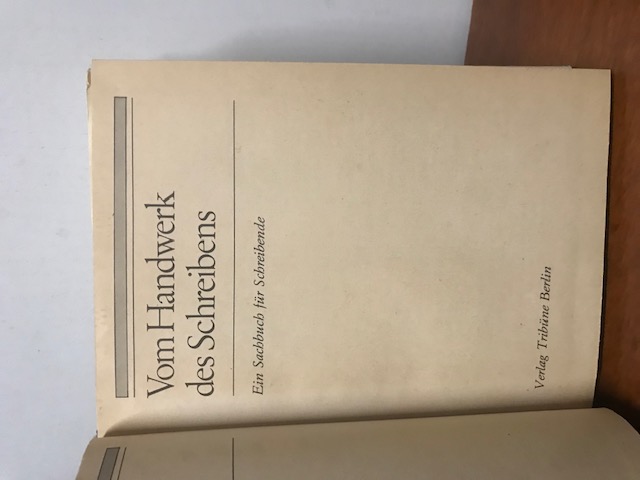 Vom Handwerk
des Schreibens
Ein Sachbuch für Schreibende
Verlag Tribüne Berlin